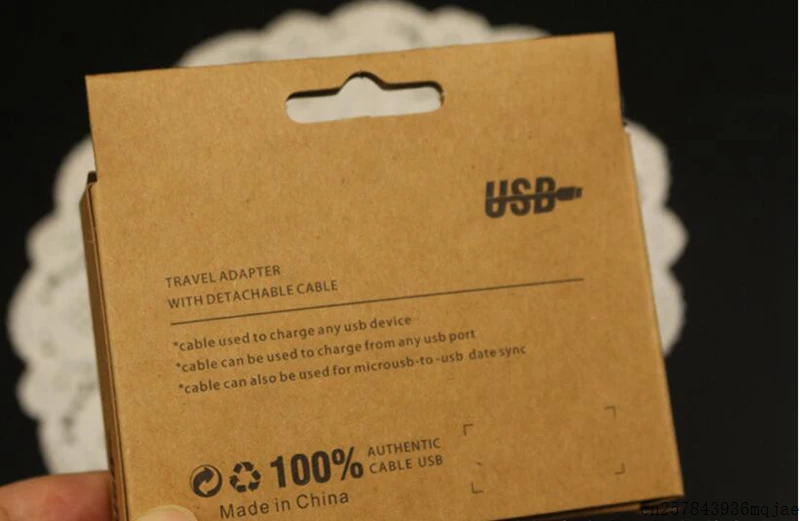 USB
TRAVEL ADAPTER
WITH DETACHABLE CABLE
*cable used to charge any usb device
*cable can be used to charge from any usb port
*cable can also be used for microusb-to-usb date sync
100% AUTHENTIC
CABLE USB
Made in China
cn257843936mqjae